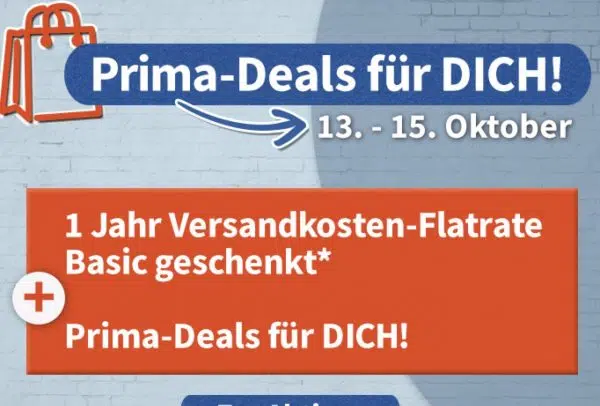 Prima-Deals für DICH!
13. - 15. Oktober
1 Jahr Versandkosten-Flatrate
Basic geschenkt*
+
Prima-Deals für DICH!